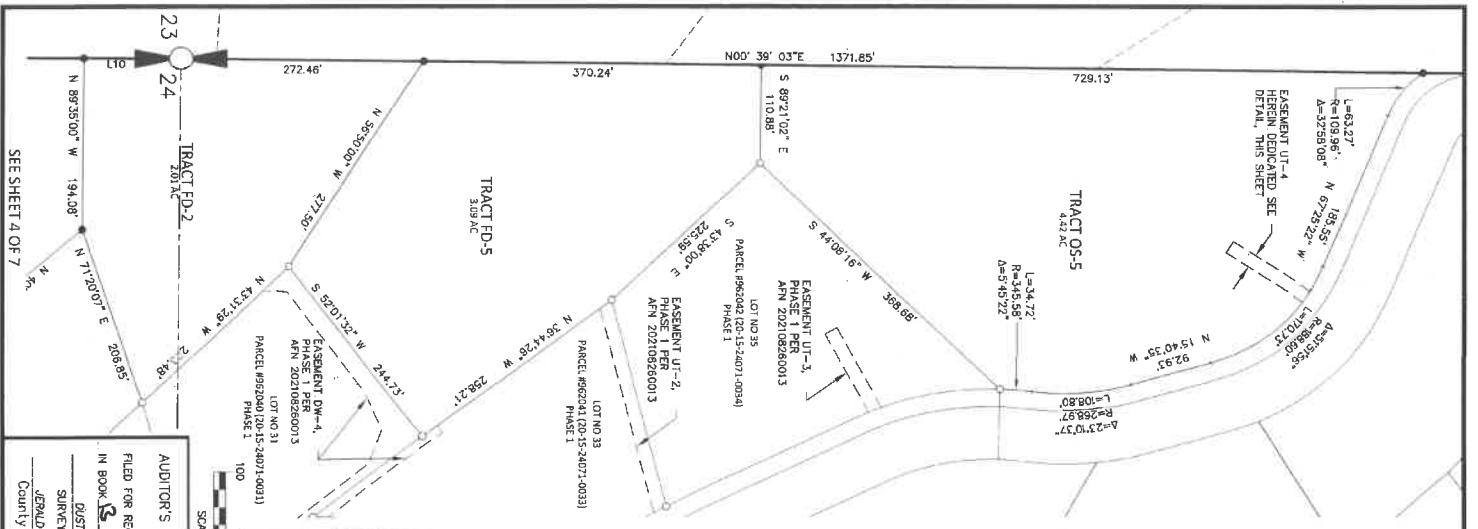 23
24
L10
272.46'
370.24'
N00° 39' 03"E 1371.85'
729.13'
N 89°35'00" W 194.08'
TRACT FD-2
2.01 AC
N 56°50'00" W 277.50'
TRACT FD-5
3.09 AC
S 89°21'02" E
110.88'
TRACT OS-5
4.42 AC
EASEMENT UT-4
HEREIN DEDICATED SEE
DETAIL, THIS SHEET
L=63.27'
R=109.96'
Δ=32°58'08"
N 67°25'22" W
185.55'
Δ=51°51'56"
R=188.60'
L=170.73'
N 15°40'35" W
92.93'
Δ=23°10'37"
R=268.97'
L=108.80'
L=34.72'
R=345.58'
Δ=5°45'22"
S 44°08'16" W 368.68'
S 43°38'00" E
225.59'
EASEMENT UT-3,
PHASE 1 PER
AFN 202108260013
LOT NO 35
PARCEL #962042 (20-15-24071-0034)
PHASE 1
EASEMENT UT-2,
PHASE 1 PER
AFN 202108260013
LOT NO 33
PARCEL #962041 (20-15-24071-0033)
PHASE 1
N 36°44'26" W 258.21'
S 52°01'32" W 244.73'
EASEMENT DW-4,
PHASE 1 PER
AFN 202108260013
LOT NO 31
PARCEL #962040 (20-15-24071-0031)
PHASE 1
N 43°31'29" W
N 71°20'07" E 206.85'
N
SEE SHEET 4 OF 7
100
AUDITOR'S
FILED FOR
IN BOOK 13
JERALD
County